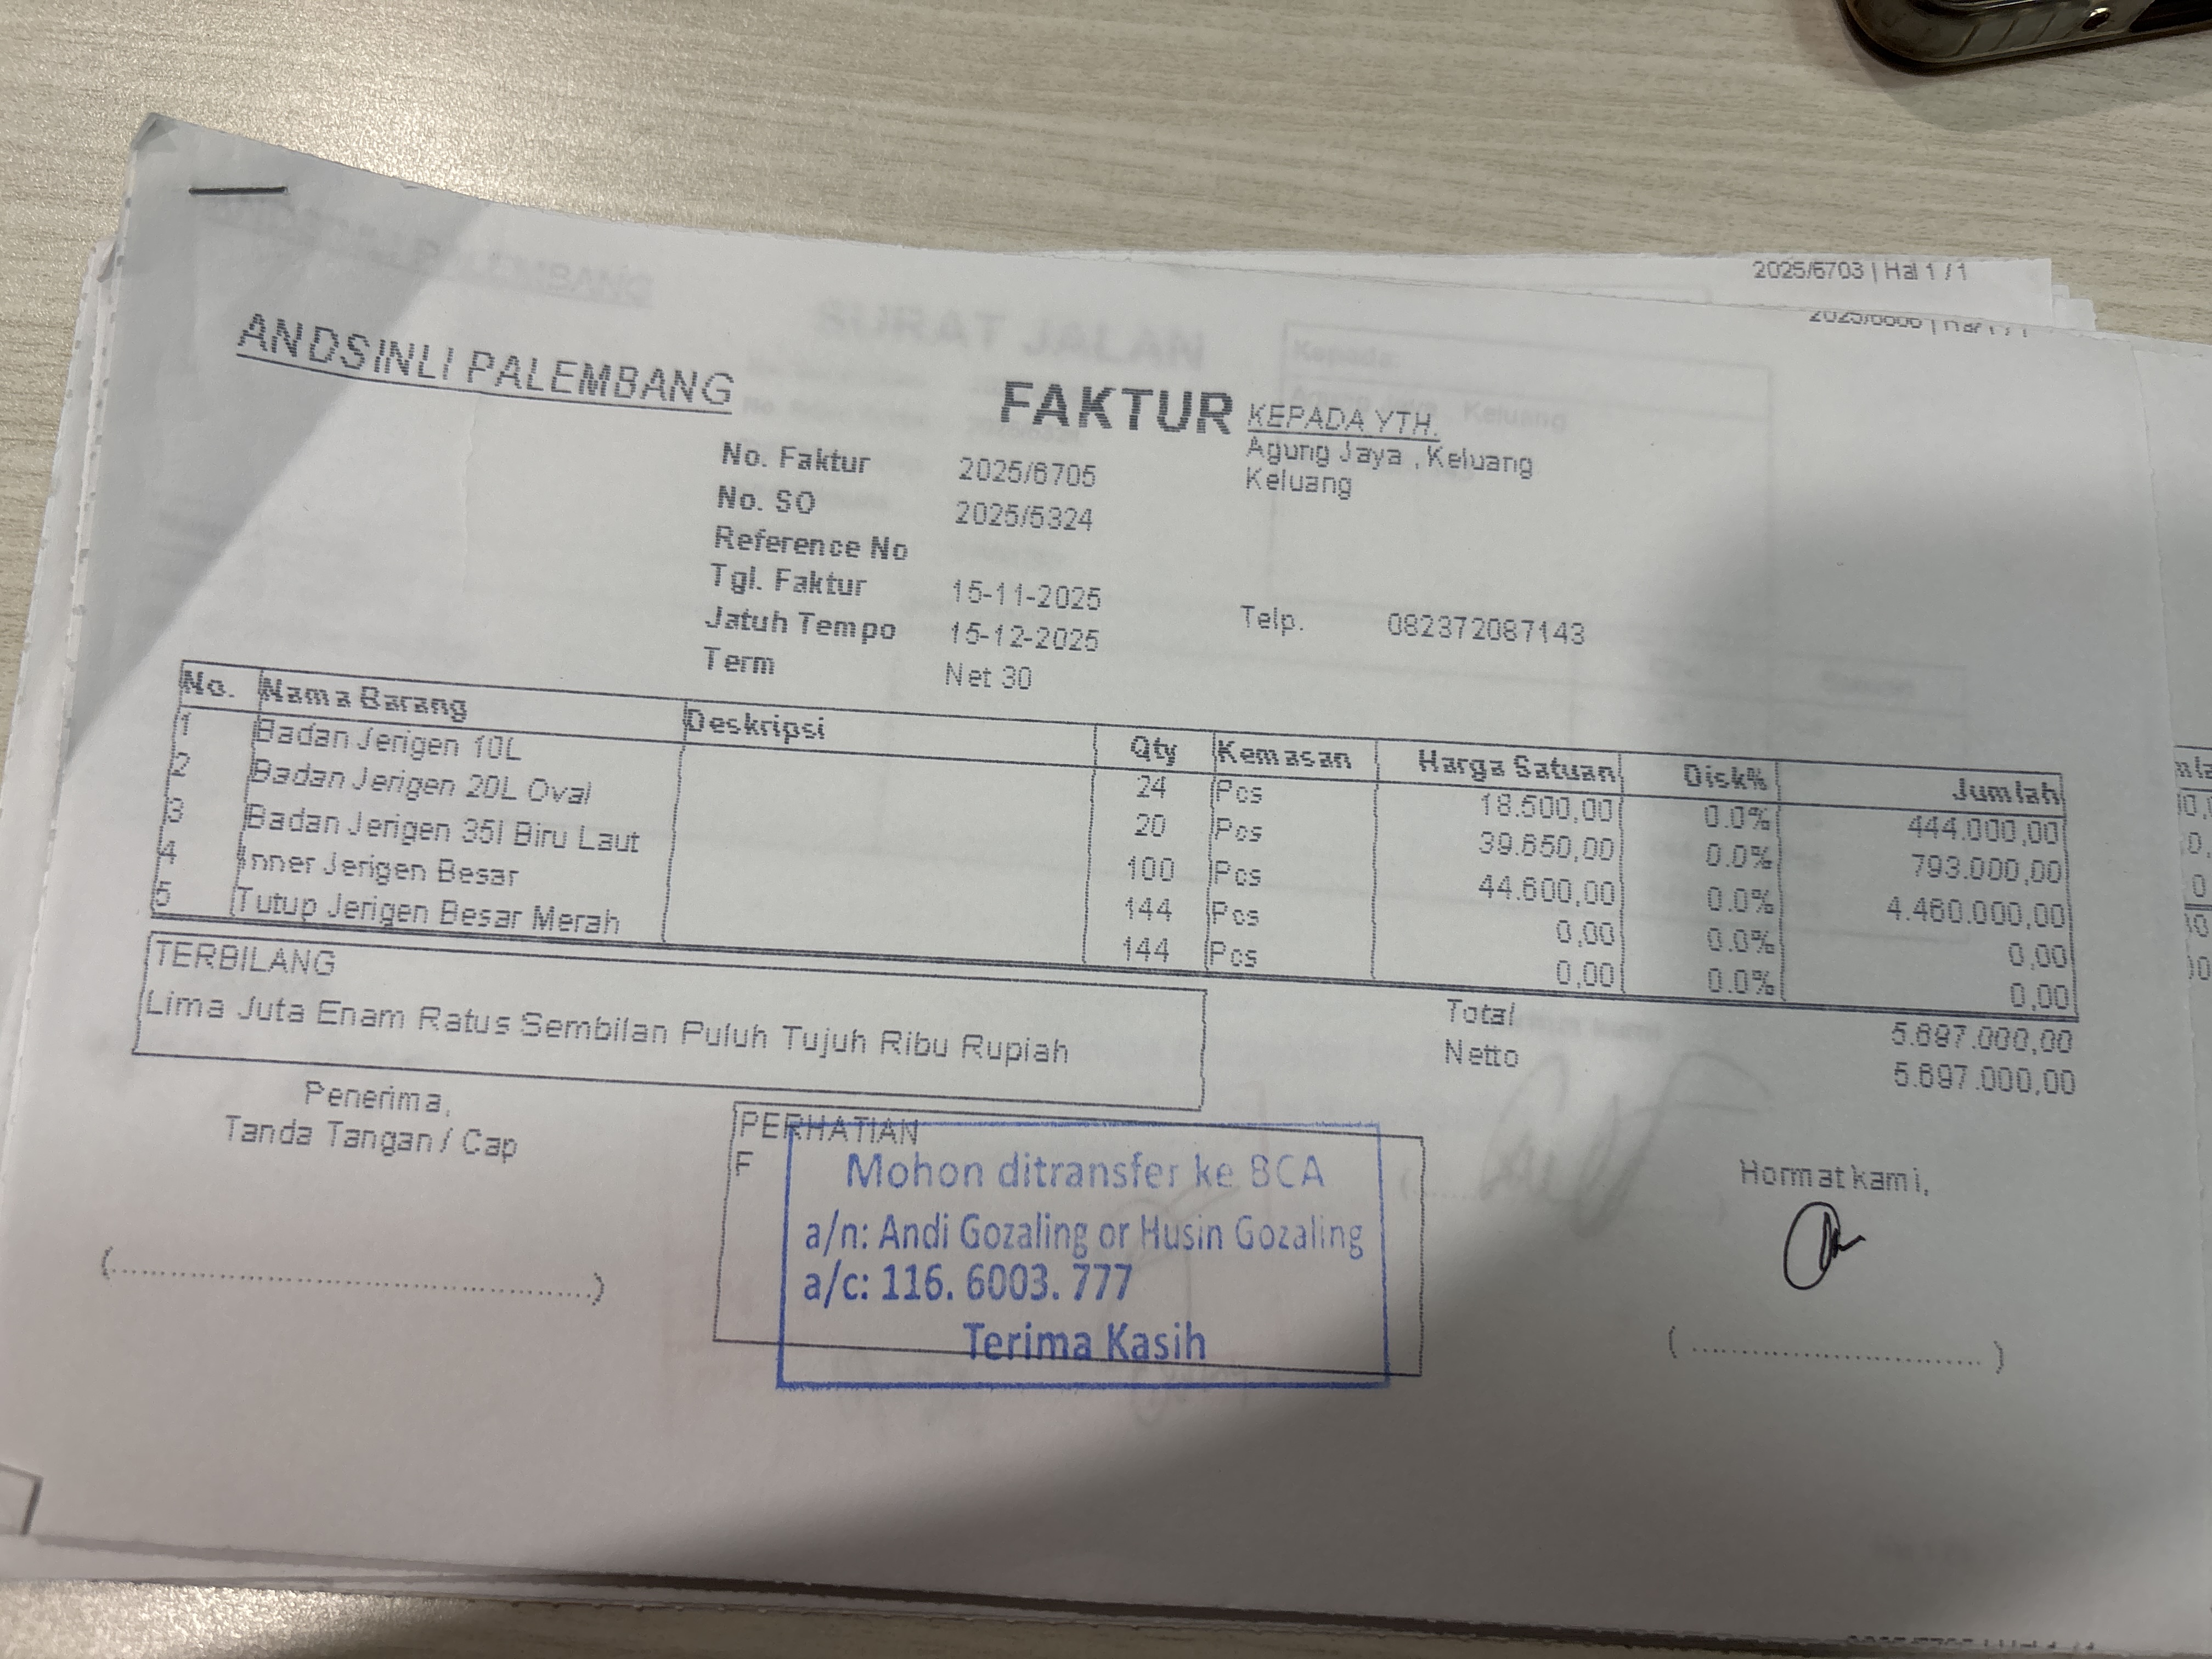 2025/6703 | Hal 1 / 1
ANDSINLI PALEMBANG
FAKTUR
KEPADA YTH.
Agung Jaya , Keluang
Keluang
No. Faktur 2025/6705
No. SO 2025/5324
Reference No
Tgl. Faktur 15-11-2025
Jatuh Tempo 15-12-2025
Term Net 30
Telp. 082372087143
No. Nama Barang Deskripsi Qty Kemasan Harga Satuan Disk% Jumlah
1 Badan Jerigen 10L 24 Pcs 18.500,00 0.0% 444.000,00
2 Badan Jerigen 20L Oval 20 Pcs 39.650,00 0.0% 793.000,00
3 Badan Jerigen 35l Biru Laut 100 Pcs 44.600,00 0.0% 4.460.000,00
4 Inner Jerigen Besar 144 Pcs 0,00 0.0% 0,00
5 Tutup Jerigen Besar Merah 144 Pcs 0,00 0.0% 0,00
TERBILANG
Lima Juta Enam Ratus Sembilan Puluh Tujuh Ribu Rupiah
Total 5.697.000,00
Netto 5.697.000,00
Penerima,
Tanda Tangan / Cap
PERHATIAN
F
Mohon ditransfer ke BCA
a/n: Andi Gozaling or Husin Gozaling
a/c: 116. 6003. 777
Terima Kasih
Hormat kami,